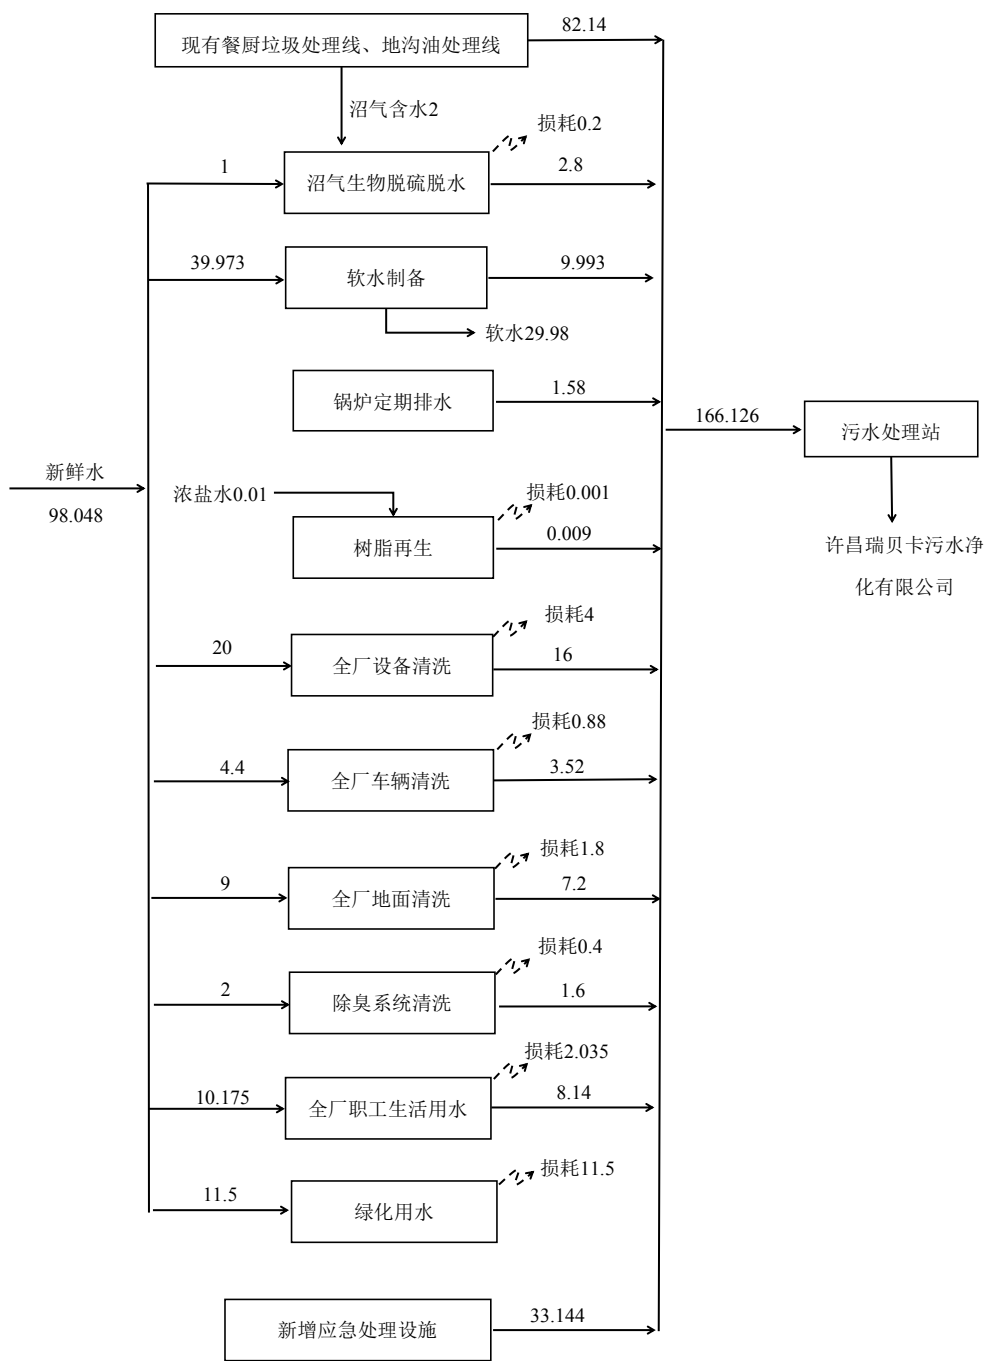 82.14
现有餐厨垃圾处理线、地沟油处理线
沼气含水2
损耗0.2
1
沼气生物脱硫脱水
2.8
39.973
软水制备
9.993
软水29.98
锅炉定期排水
1.58
166.126
污水处理站
新鲜水
98.048
浓盐水0.01
损耗0.001
树脂再生
0.009
许昌瑞贝卡污水净
化有限公司
损耗4
20
全厂设备清洗
16
损耗0.88
4.4
全厂车辆清洗
3.52
损耗1.8
9
全厂地面清洗
7.2
损耗0.4
2
除臭系统清洗
1.6
损耗2.035
10.175
全厂职工生活用水
8.14
损耗11.5
11.5
绿化用水
新增应急处理设施
33.144